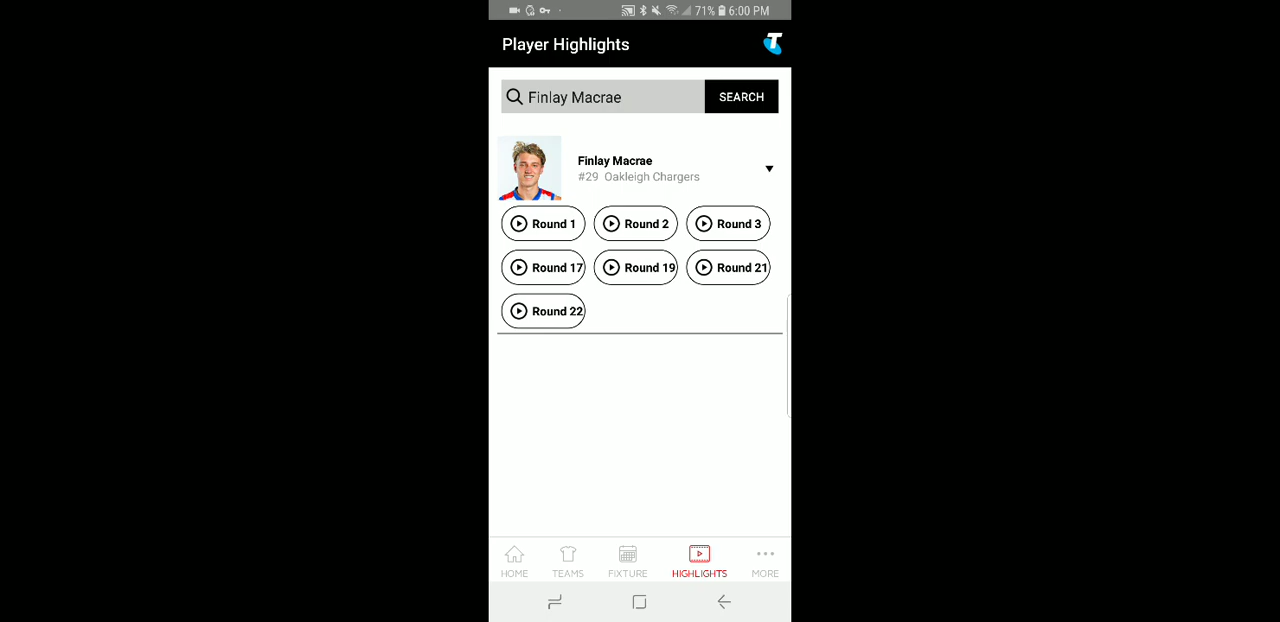 71% 6:00 PM
Player Highlights
T
Finlay Macrae SEARCH
Finlay Macrae
#29 Oakleigh Chargers
Round 1 Round 2 Round 3
Round 17 Round 19 Round 21
Round 22
HOME TEAMS FIXTURE HIGHLIGHTS MORE